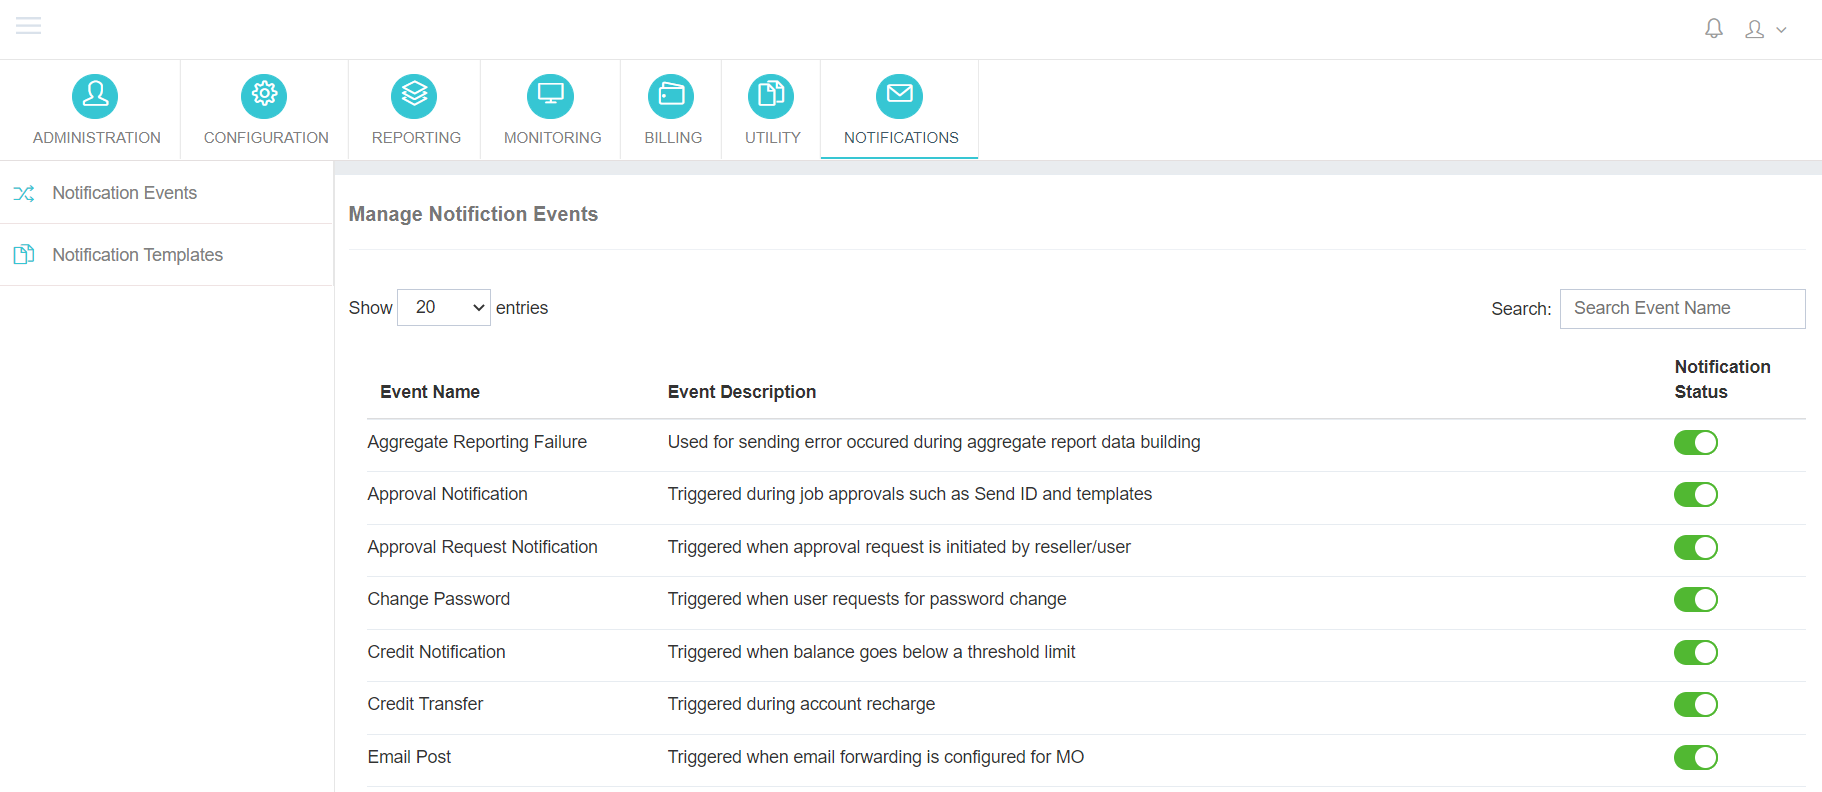 ADMINISTRATION CONFIGURATION REPORTING MONITORING BILLING UTILITY NOTIFICATIONS
Notification Events
Notification Templates
Manage Notifiction Events
Show 20 entries
Search: Search Event Name
Event Name Event Description Notification Status
Aggregate Reporting Failure Used for sending error occured during aggregate report data building
Approval Notification Triggered during job approvals such as Send ID and templates
Approval Request Notification Triggered when approval request is initiated by reseller/user
Change Password Triggered when user requests for password change
Credit Notification Triggered when balance goes below a threshold limit
Credit Transfer Triggered during account recharge
Email Post Triggered when email forwarding is configured for MO